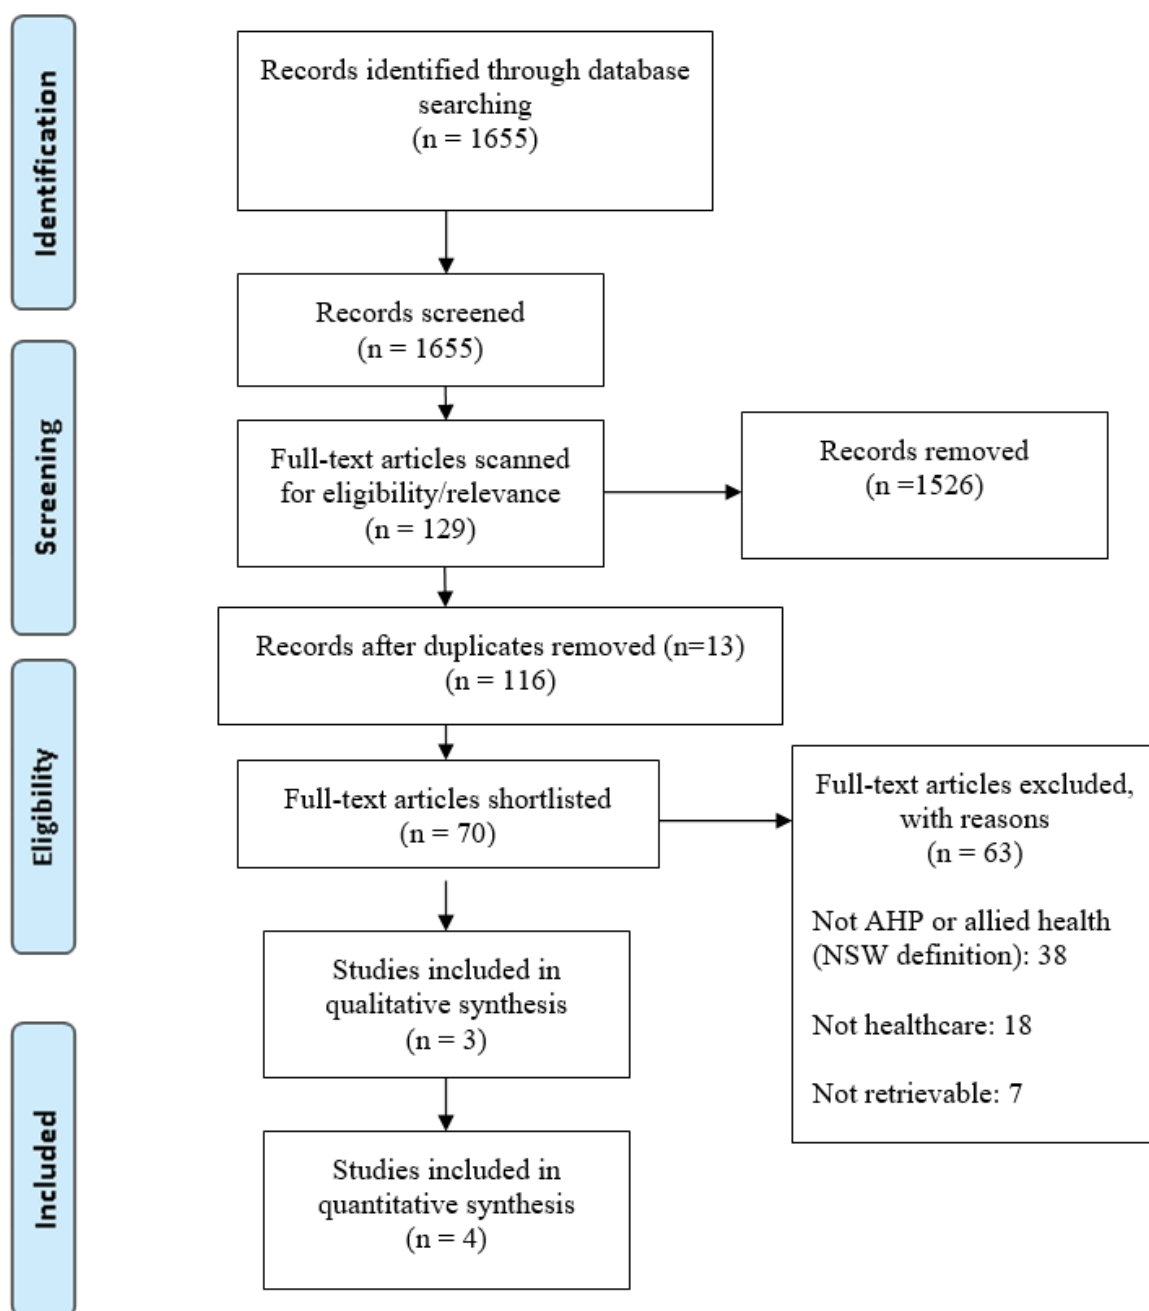 Identification
Records identified through database
searching
(n = 1655)
Records screened
(n = 1655)
Screening
Full-text articles scanned
for eligibility/relevance
(n = 129)
Records removed
(n =1526)
Records after duplicates removed (n=13)
(n = 116)
Eligibility
Full-text articles shortlisted
(n = 70)
Full-text articles excluded,
with reasons
(n = 63)
Not AHP or allied health
(NSW definition): 38
Not healthcare: 18
Not retrievable: 7
Included
Studies included in
qualitative synthesis
(n = 3)
Studies included in
quantitative synthesis
(n = 4)